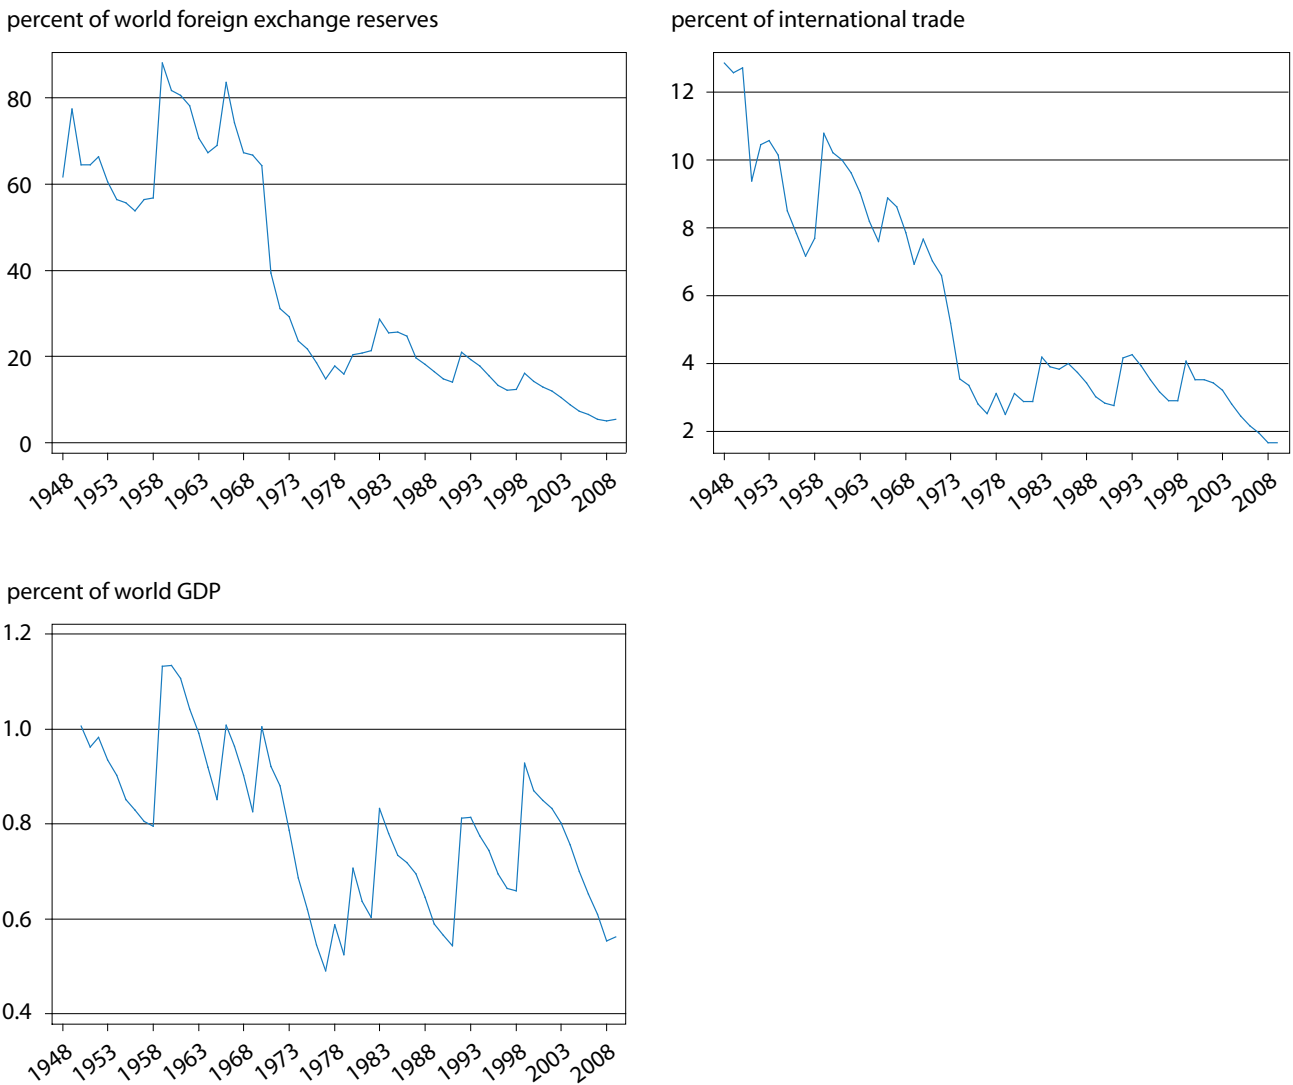 percent of world foreign exchange reserves
80
60
40
20
0
1948 1953 1958 1963 1968 1973 1978 1983 1988 1993 1998 2003 2008
percent of international trade
12
10
8
6
4
2
1948 1953 1958 1963 1968 1973 1978 1983 1988 1993 1998 2003 2008
percent of world GDP
1.2
1.0
0.8
0.6
0.4
1948 1953 1958 1963 1968 1973 1978 1983 1988 1993 1998 2003 2008